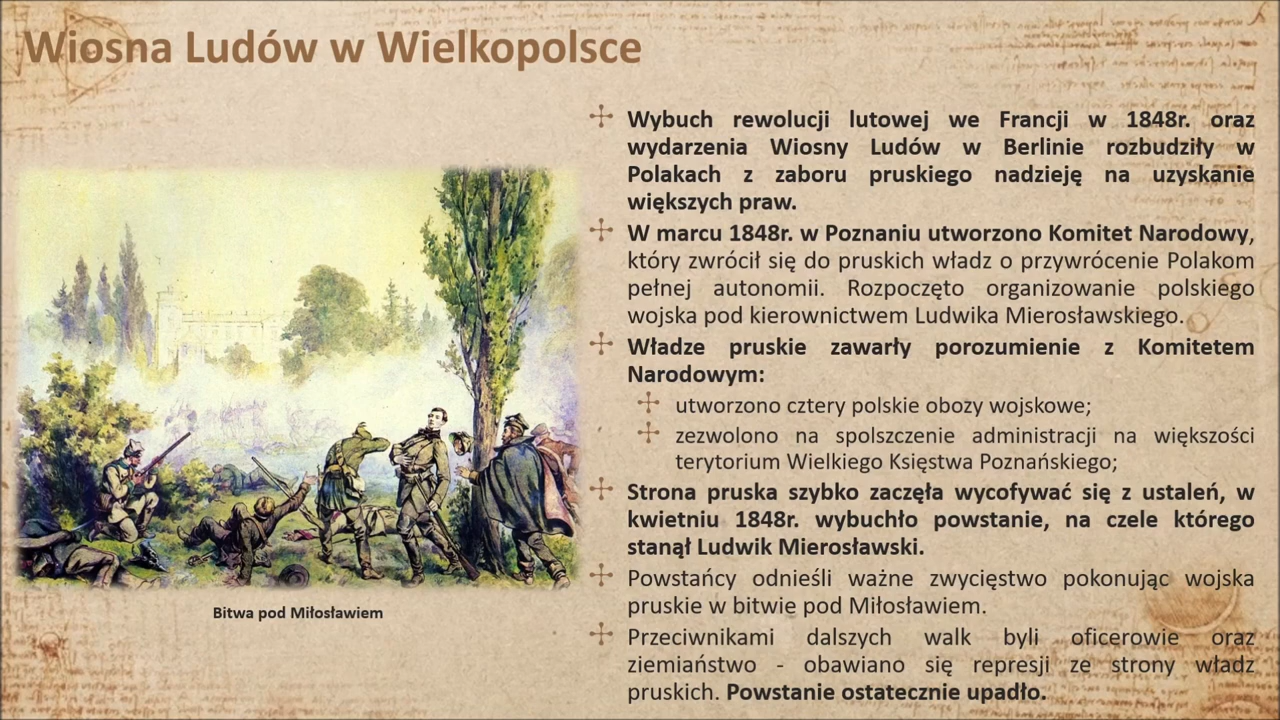 Wiosna Ludów w Wielkopolsce
Wybuch rewolucji lutowej we Francji w 1848r. oraz
wydarzenia Wiosny Ludów w Berlinie rozbudziły w
Polakach z zaboru pruskiego nadzieję na uzyskanie
większych praw.
W marcu 1848r. w Poznaniu utworzono Komitet Narodowy,
który zwrócił się do pruskich władz o przywrócenie Polakom
pełnej autonomii. Rozpoczęto organizowanie polskiego
wojska pod kierownictwem Ludwika Mierosławskiego.
Władze pruskie zawarły porozumienie z Komitetem
Narodowym:
utworzono cztery polskie obozy wojskowe;
zezwolono na spolszczenie administracji na większości
terytorium Wielkiego Księstwa Poznańskiego;
Strona pruska szybko zaczęła wycofywać się z ustaleń, w
kwietniu 1848r. wybuchło powstanie, na czele którego
stanął Ludwik Mierosławski.
Powstańcy odnieśli ważne zwycięstwo pokonując wojska
pruskie w bitwie pod Miłosławiem.
Przeciwnikami dalszych walk byli oficerowie oraz
ziemiaństwo - obawiano się represji ze strony władz
pruskich. Powstanie ostatecznie upadło.
Bitwa pod Miłosławiem